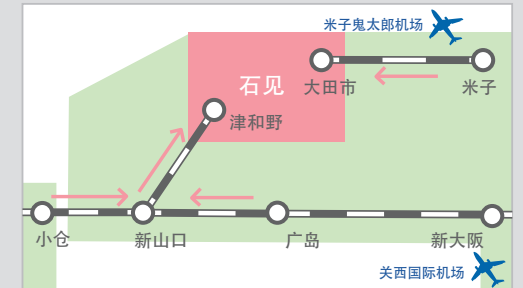 米子鬼太郎机场
石见
大田市
米子
津和野
小仓
新山口
广岛
新大阪
关西国际机场